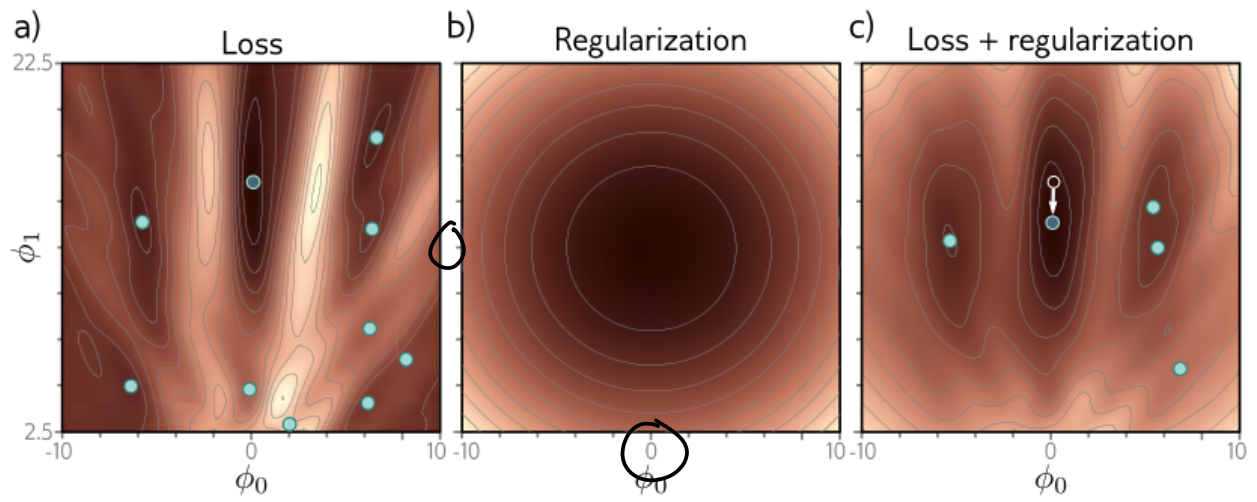 a) Loss
b) Regularization
c) Loss + regularization
22.5
ϕ1
2.5
-10 0 10
ϕ0
-10 0 10
ϕ0
-10 0 10
ϕ0